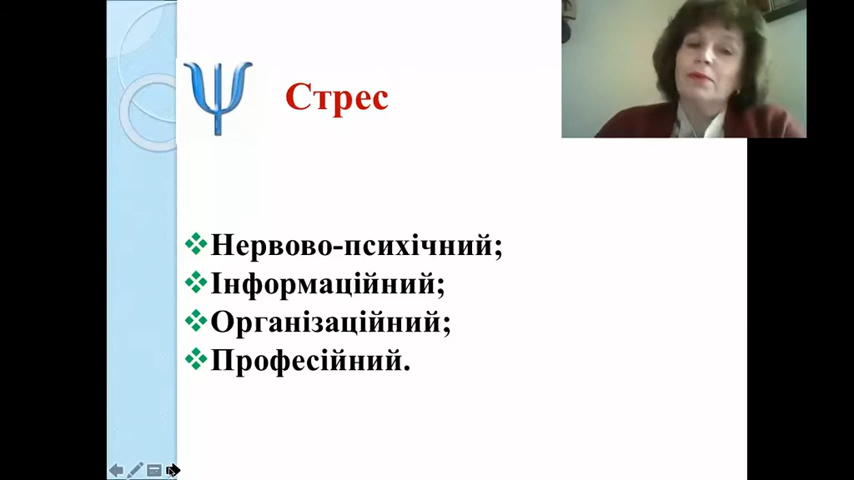 Стрес
Нервово-психічний;
Інформаційний;
Організаційний;
Професійний.